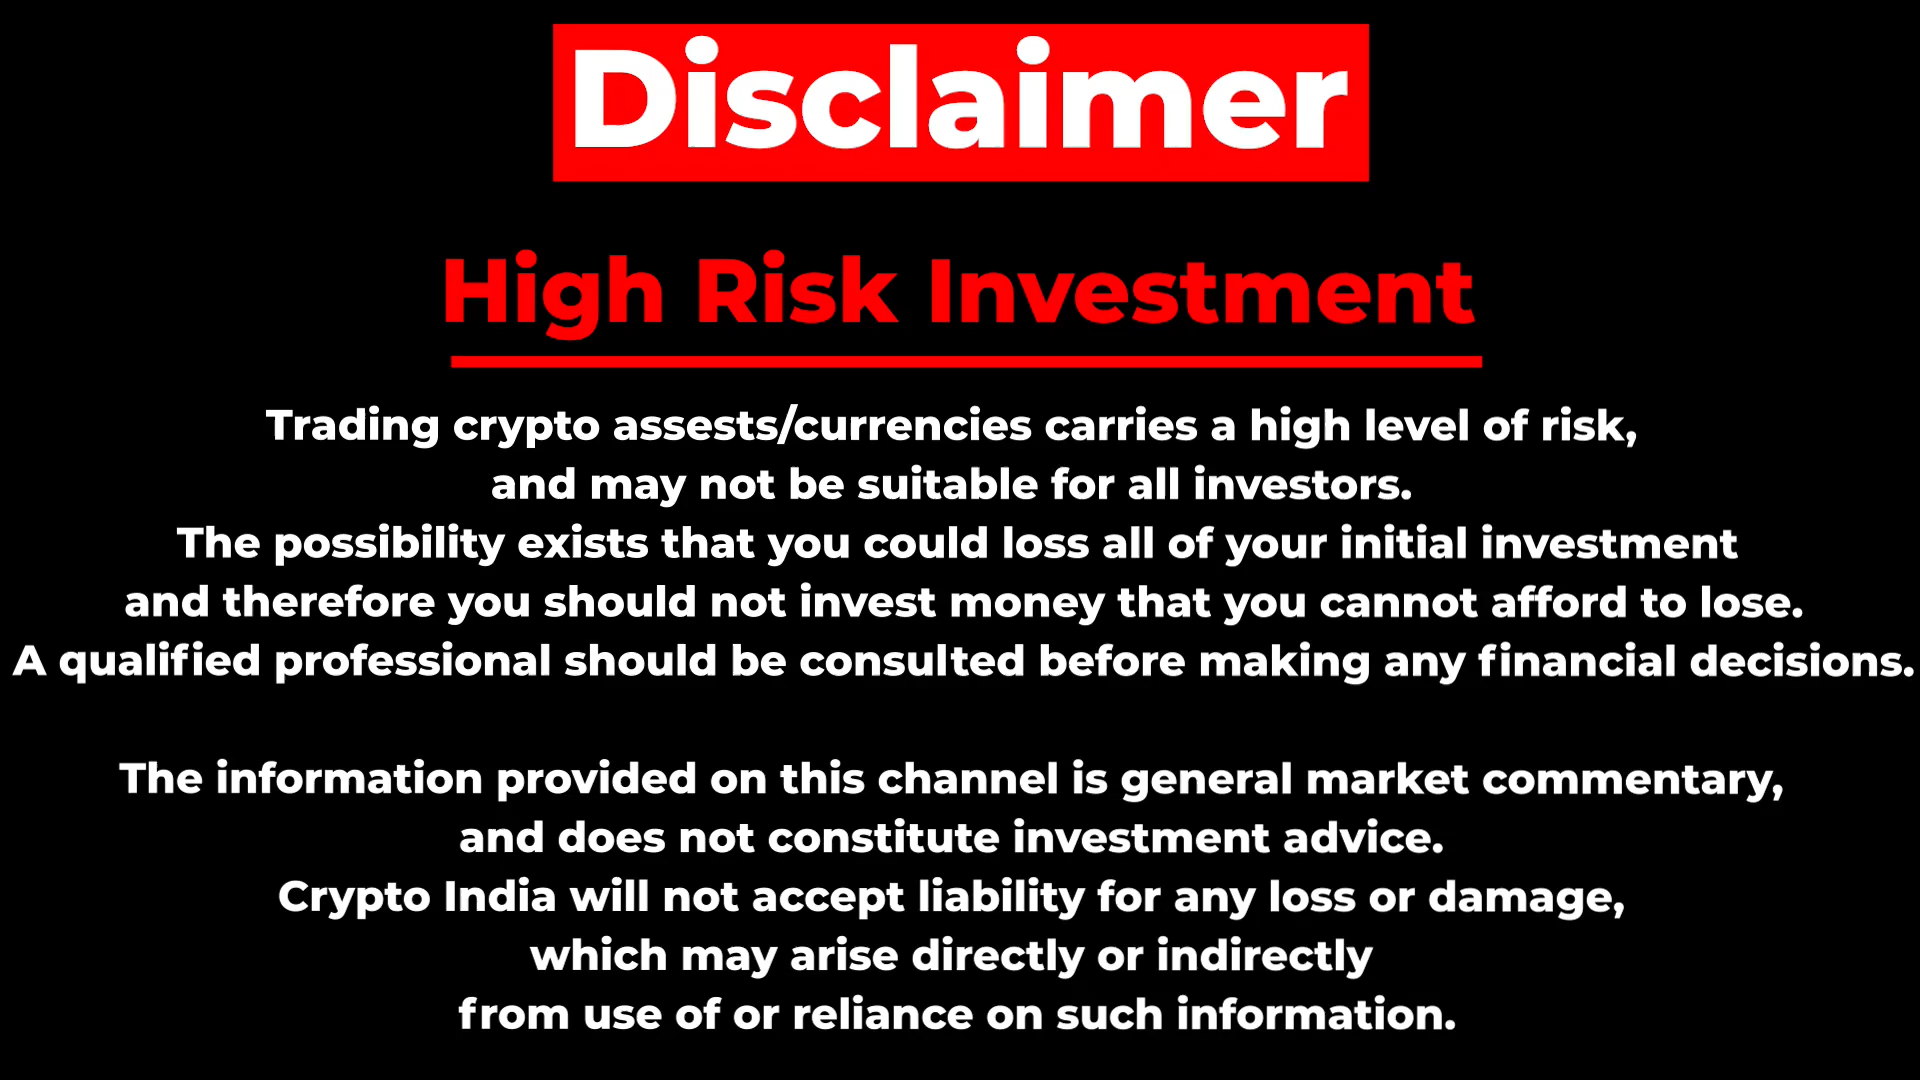 Disclaimer
High Risk Investment
Trading crypto assests/currencies carries a high level of risk,
and may not be suitable for all investors.
The possibility exists that you could loss all of your initial investment
and therefore you should not invest money that you cannot afford to lose.
A qualified professional should be consulted before making any financial decisions.
The information provided on this channel is general market commentary,
and does not constitute investment advice.
Crypto India will not accept liability for any loss or damage,
which may arise directly or indirectly
from use of or reliance on such information.